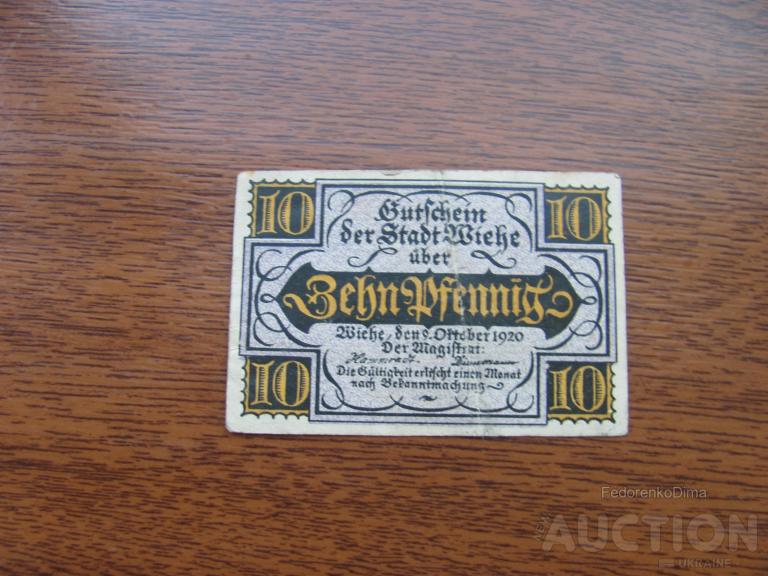 10 10
Gutschein
der Stadt Wiehe
über
Zehn Pfennig
Wiehe, den 9. Oktober 1920
Der Magistrat:
Die Gültigkeit erlischt einen Monat
nach Bekanntmachung
10 10
FedorenkoDima
AUCTION
UKRAINE